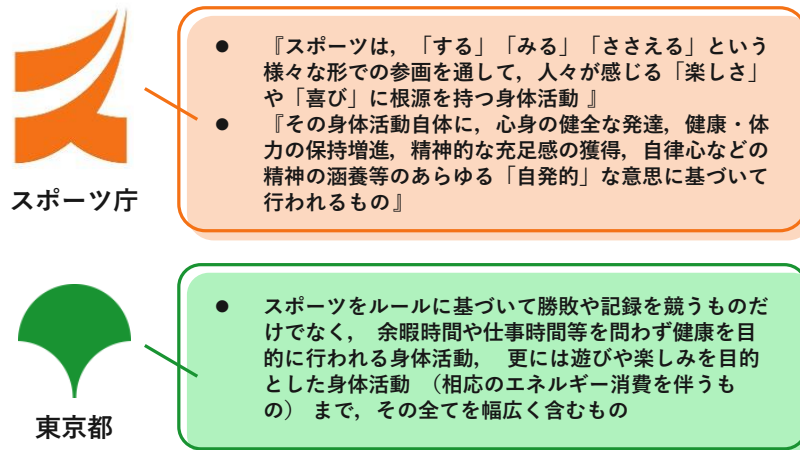 ● 『スポーツは，「する」「みる」「ささえる」という
様々な形での参画を通して，人々が感じる「楽しさ」
や「喜び」に根源を持つ身体活動 』
● 『その身体活動自体に，心身の健全な発達，健康・体
力の保持増進，精神的な充足感の獲得，自律心などの
精神の涵養等のあらゆる「自発的」な意思に基づいて
行われるもの』
スポーツ庁
● スポーツをルールに基づいて勝敗や記録を競うものだ
けでなく， 余暇時間や仕事時間等を問わず健康を目
的に行われる身体活動， 更には遊びや楽しみを目的
とした身体活動 （相応のエネルギー消費を伴うも
の） まで，その全てを幅広く含むもの
東京都